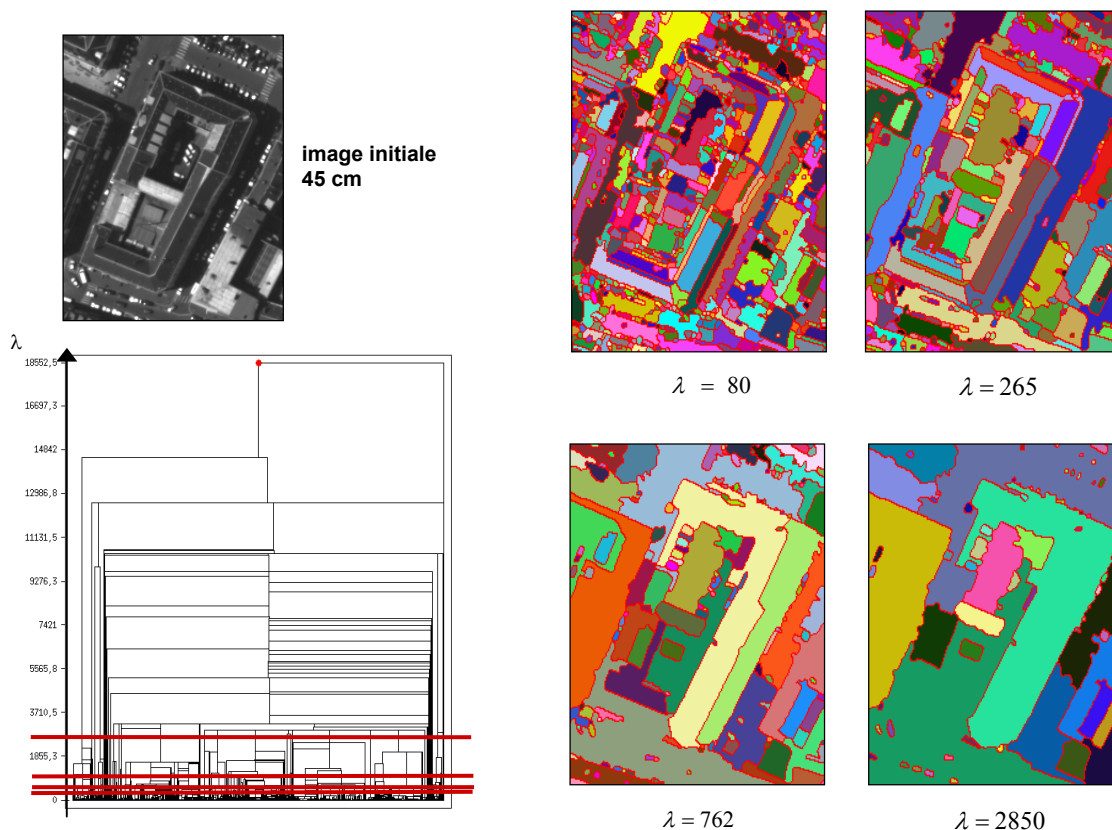 image initiale
45 cm
λ = 80
λ = 265
λ
18552,5
16697,3
14842
12986,8
11131,5
9276,3
7421
5565,8
3710,5
1855,3
0
λ = 762
λ = 2850